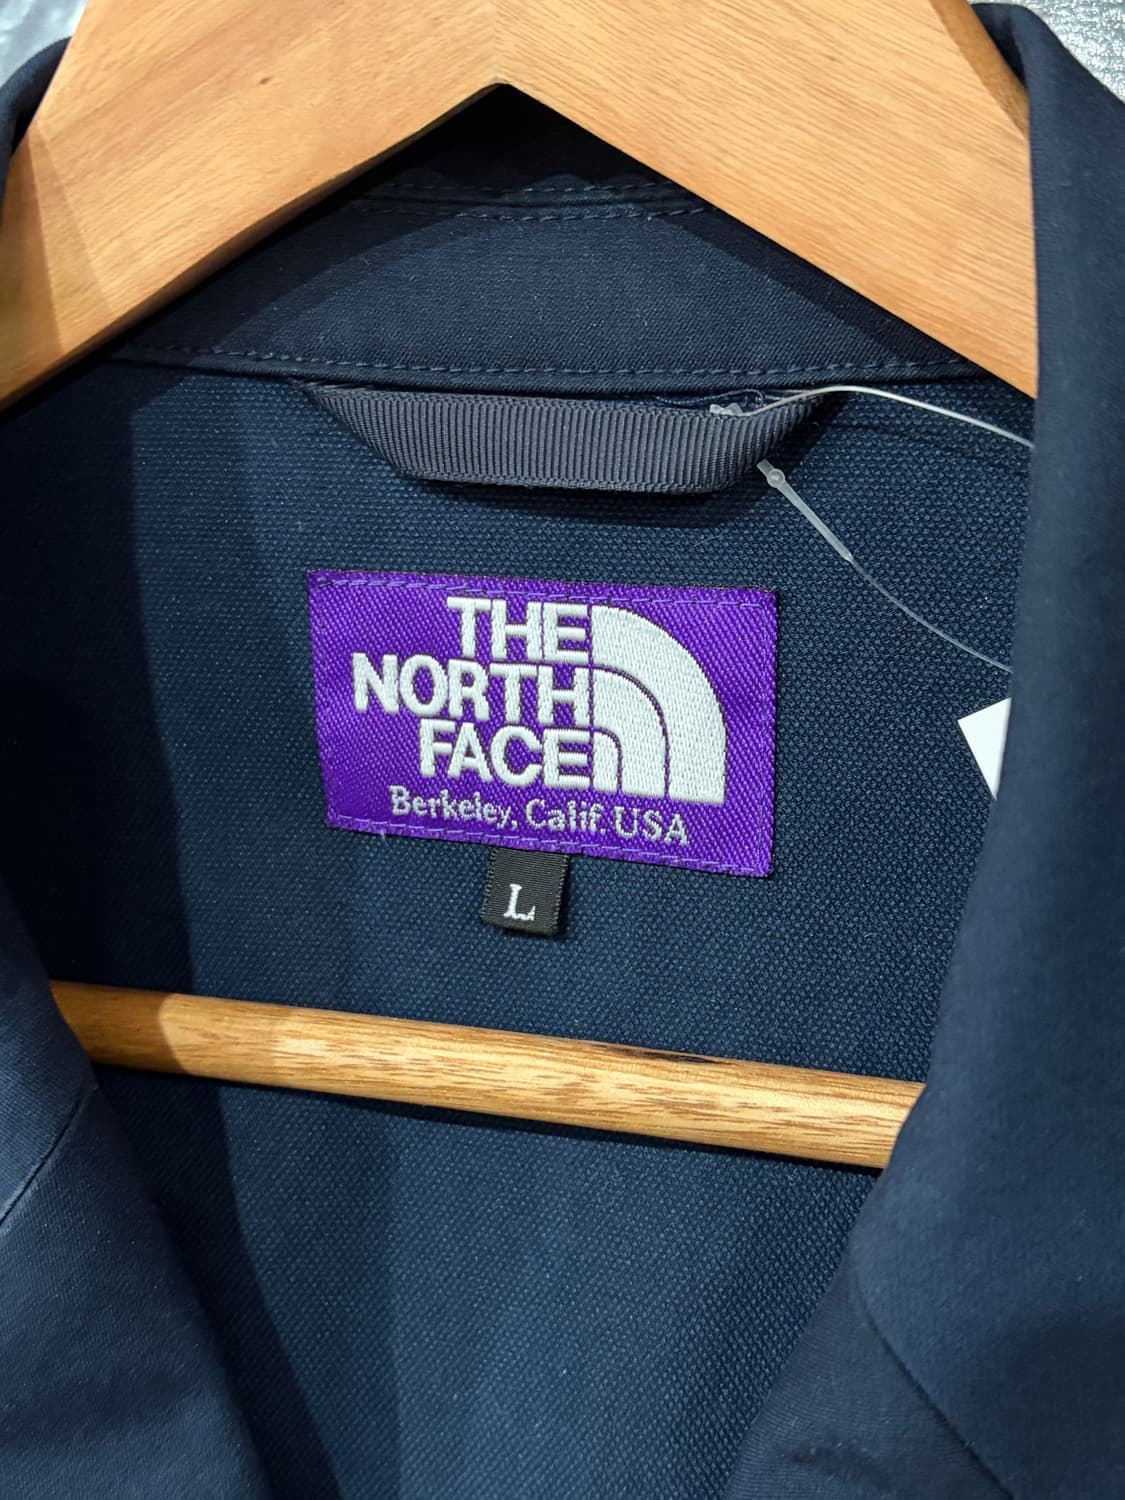 THE
NORTH
FACE
Berkeley, Calif. USA
L